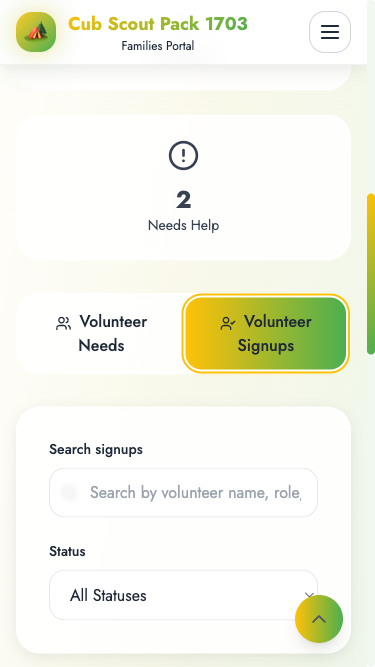 Cub Scout Pack 1703
Families Portal
2
Needs Help
Volunteer
Needs
Volunteer
Signups
Search signups
Search by volunteer name, role,
Status
All Statuses